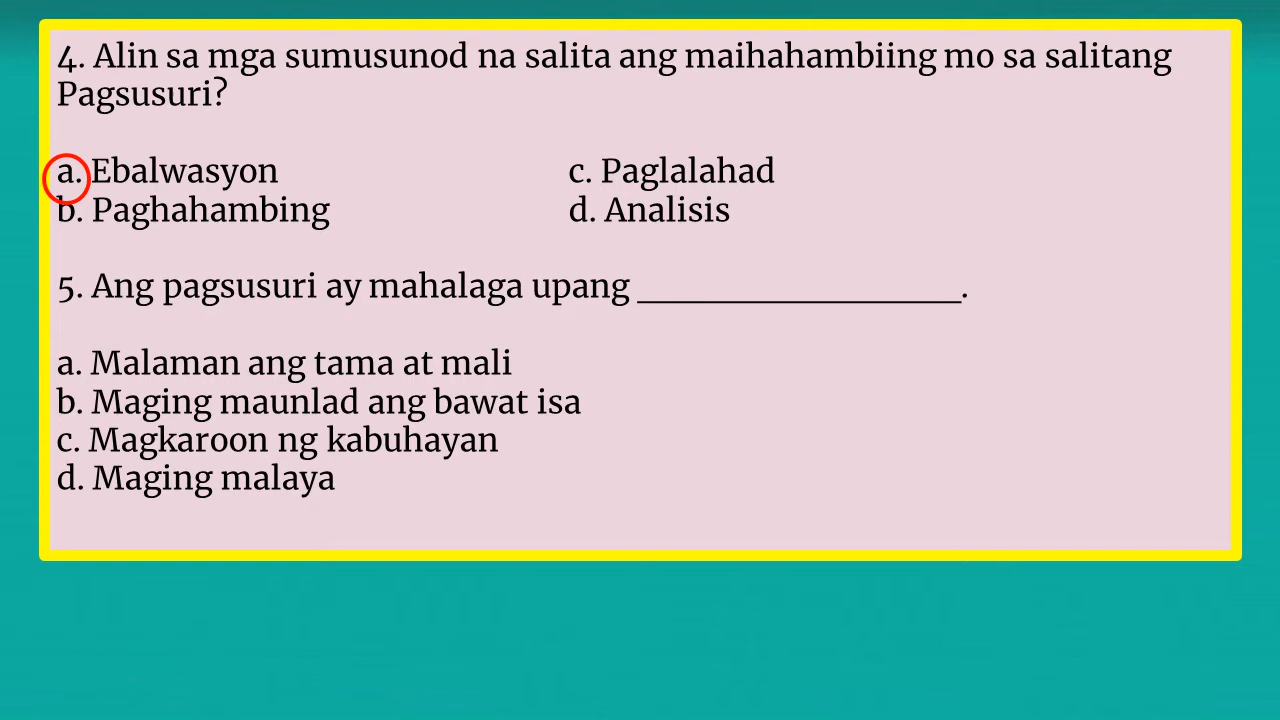 4. Alin sa mga sumusunod na salita ang maihahambiing mo sa salitang
Pagsusuri?
a. Ebalwasyon c. Paglalahad
b. Paghahambing d. Analisis
5. Ang pagsusuri ay mahalaga upang _________________.
a. Malaman ang tama at mali
b. Maging maunlad ang bawat isa
c. Magkaroon ng kabuhayan
d. Maging malaya